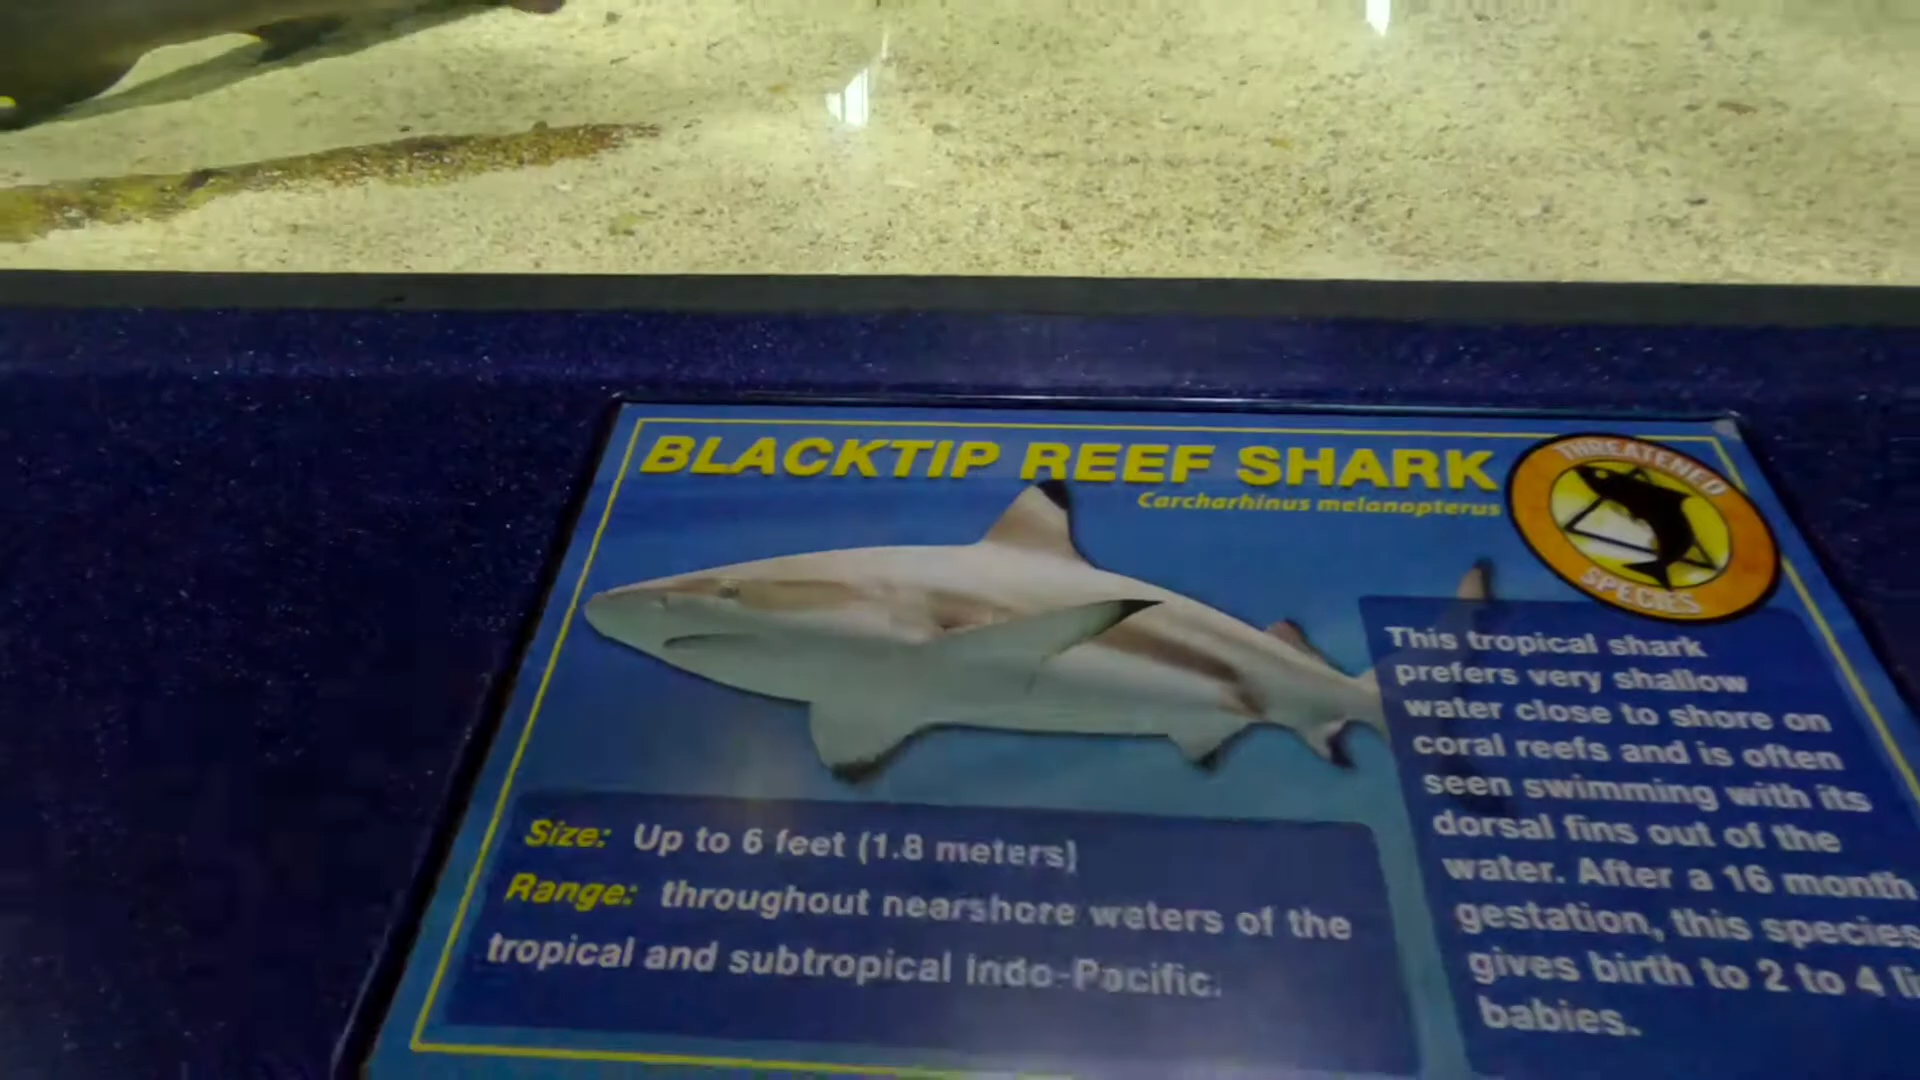 BLACKTIP REEF SHARK
Carcharhinus melanopterus
THREATENED
SPECIES
This tropical shark
prefers very shallow
water close to shore on
coral reefs and is often
seen swimming with its
dorsal fins out of the
water. After a 16 month
gestation, this species
gives birth to 2 to 4
babies.
Size: Up to 6 feet (1.8 meters)
Range: throughout nearshore waters of the
tropical and subtropical Indo-Pacific.